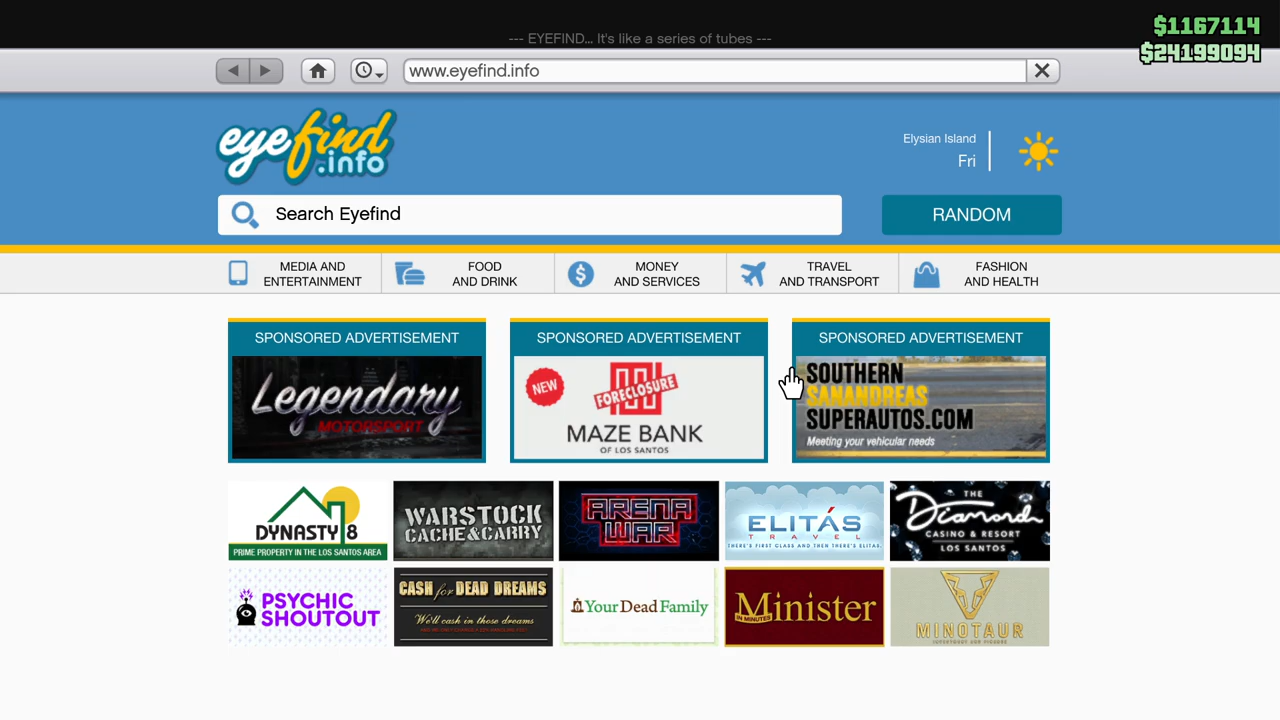 $1167114
--- EYEFIND... It's like a series of tubes ---
$24199094
www.eyefind.info
eyefind
.info
Elysian Island
Fri
Search Eyefind
RANDOM
MEDIA AND
ENTERTAINMENT
FOOD
AND DRINK
MONEY
AND SERVICES
TRAVEL
AND TRANSPORT
FASHION
AND HEALTH
SPONSORED ADVERTISEMENT
Legendary
MOTORSPORT
SPONSORED ADVERTISEMENT
NEW
FORECLOSURE
MAZE BANK
OF LOS SANTOS
SPONSORED ADVERTISEMENT
SOUTHERN
SANANDREAS
SUPERAUTOS.COM
Meeting your vehicular needs
DYNASTY 8
PRIME PROPERTY IN THE LOS SANTOS AREA
WARSTOCK
CACHE & CARRY
ARENA
WAR
ELITÁS
TRAVEL
THERE'S FIRST CLASS AND THEN THERE'S ELITAS.
THE
Diamond
CASINO & RESORT
LOS SANTOS
PSYCHIC
SHOUTOUT
CASH for DEAD DREAMS
We'll cash in those dreams
YourDeadFamily
Minister
IN MINUTES
MINOTAUR